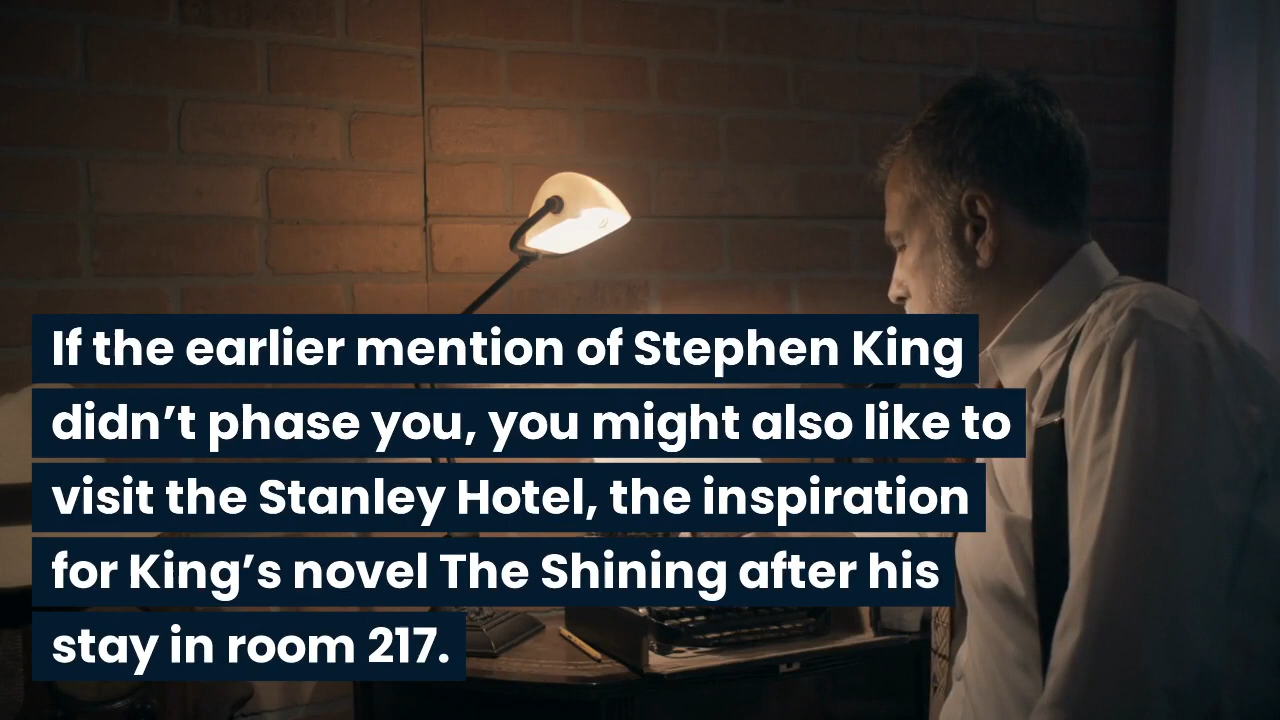 If the earlier mention of Stephen King
didn’t phase you, you might also like to
visit the Stanley Hotel, the inspiration
for King’s novel The Shining after his
stay in room 217.